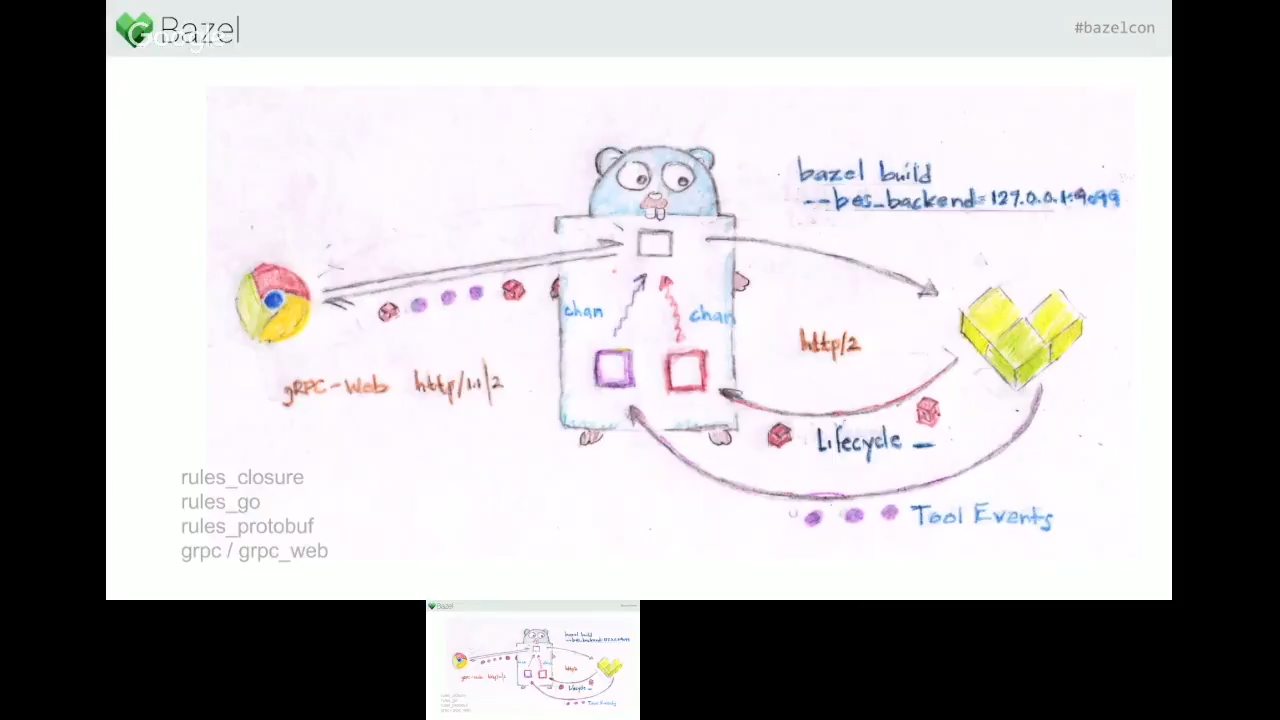 Bazel
Google
#bazelcon
bazel build
--bes_backend=127.0.0.1:9099
chan
chan
http/2
gRPC-Web http/1.1/2
Lifecycle
Tool Events
rules_closure
rules_go
rules_protobuf
grpc / grpc_web